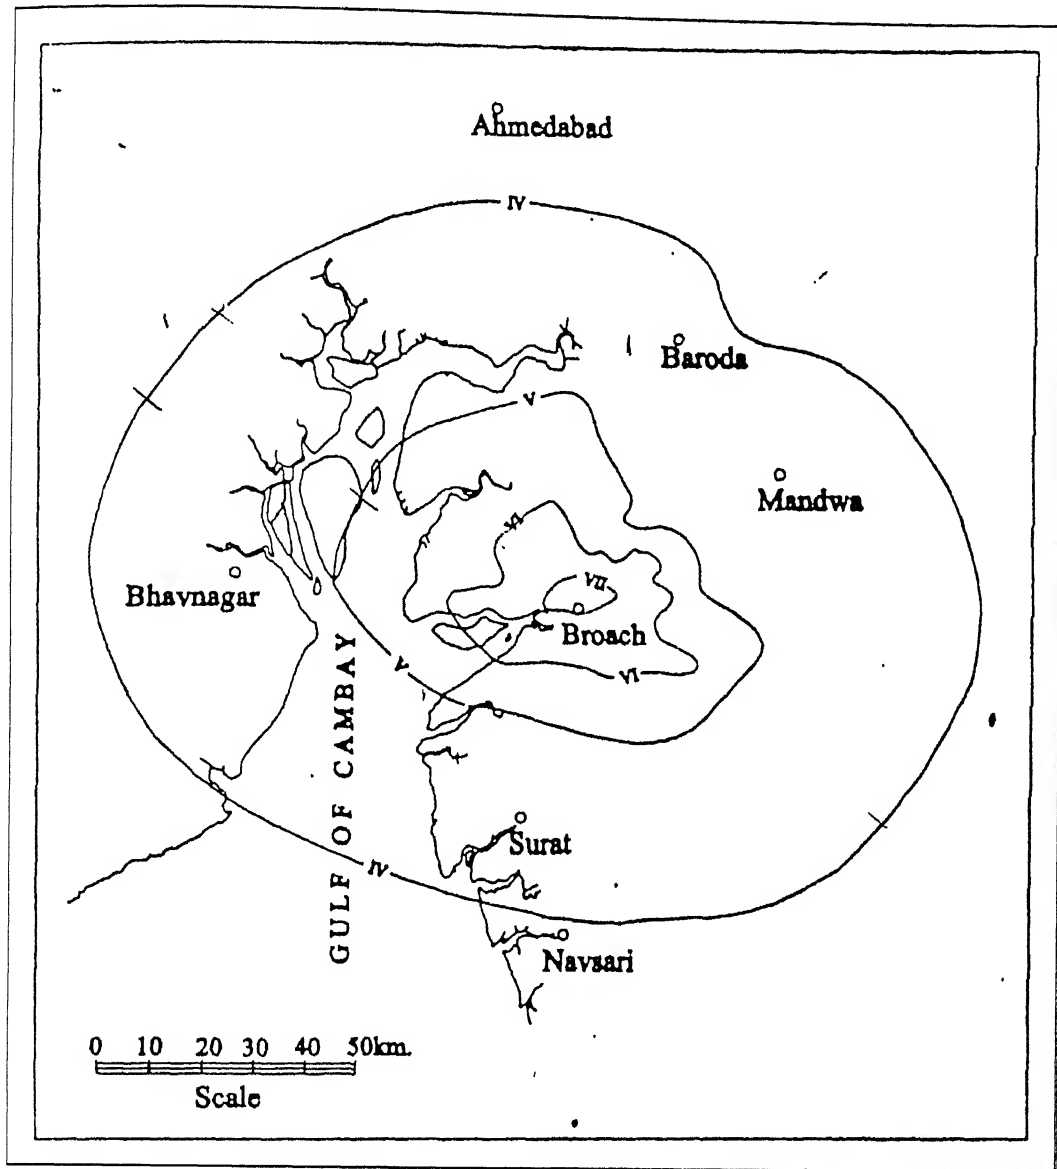 Ahmedabad
IV
Baroda
V
Mandwa
VI
VII
Bhavnagar
Broach
V
VI
GULF OF CAMBAY
Surat
IV
Navsari
0 10 20 30 40 50km.
Scale